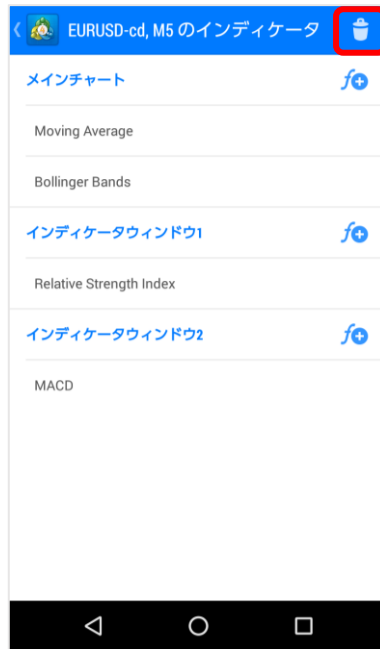 EURUSD-cd, M5 のインディケータ
メインチャート
Moving Average
Bollinger Bands
インディケータウィンドウ1
Relative Strength Index
インディケータウィンドウ2
MACD